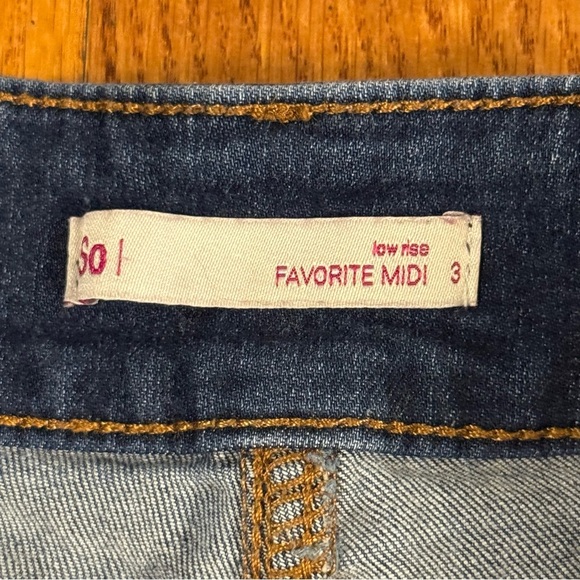 So |
low rise
FAVORITE MIDI 3